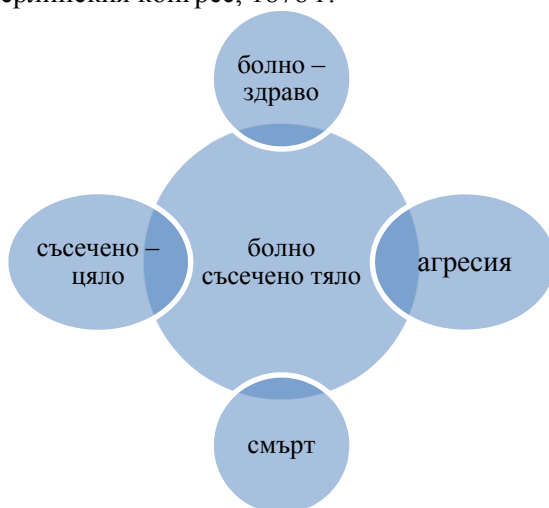 болно –
здраво
съсечено –
цяло
болно
съсечено тяло
агресия
смърт